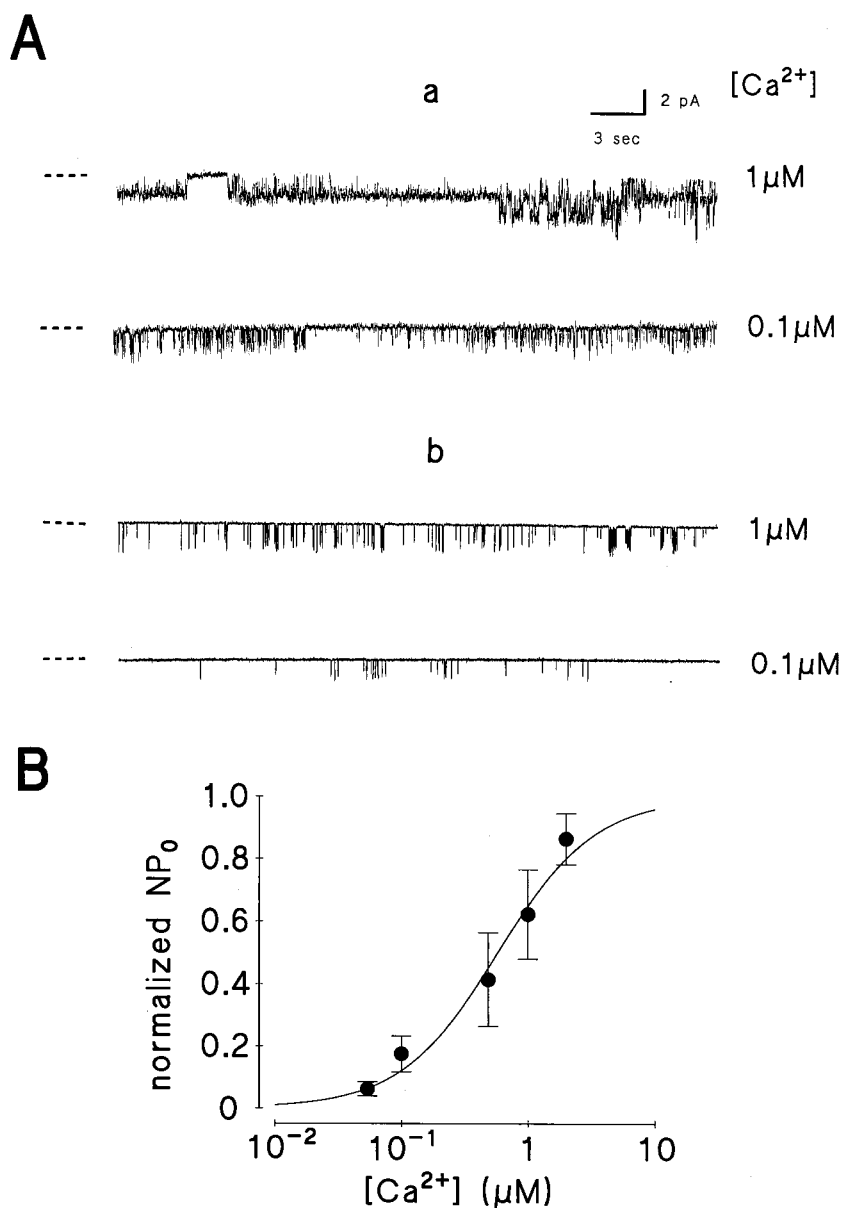 A
a
[Ca²⁺]
2 pA
3 sec
1μM
0.1μM
b
1μM
0.1μM
B
normalized NP₀
1.0
0.8
0.6
0.4
0.2
0
10⁻² 10⁻¹ 1 10
[Ca²⁺] (μM)